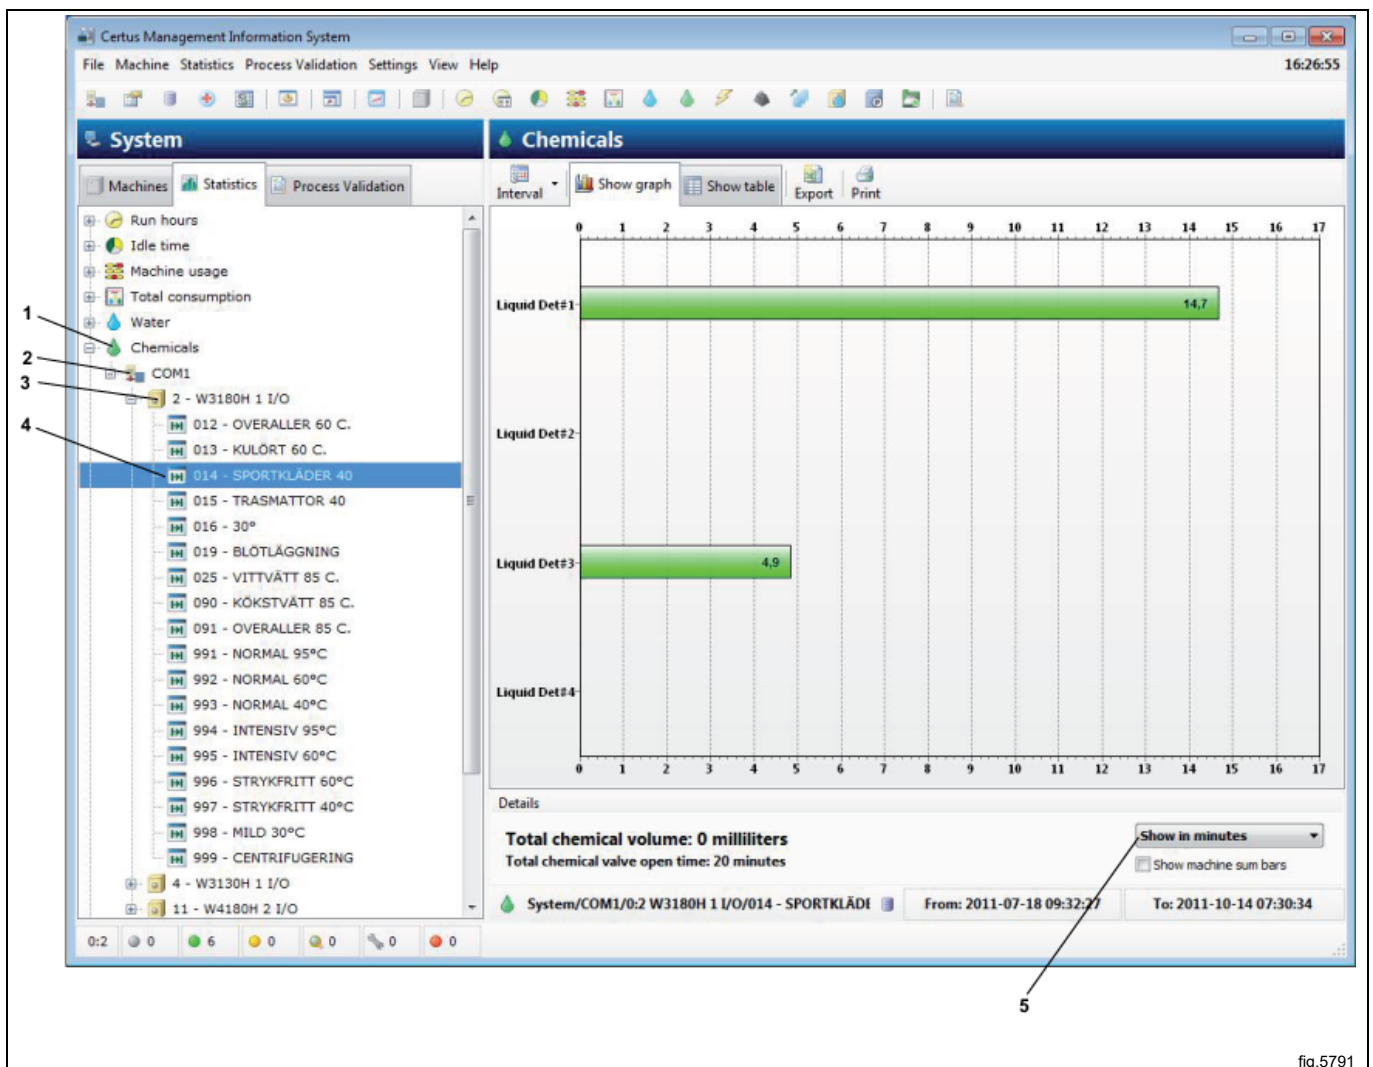 Certus Management Information System
File Machine Statistics Process Validation Settings View Help 16:26:55
System
Chemicals
Machines Statistics Process Validation
Interval Show graph Show table Export Print
Run hours
Idle time
Machine usage
Total consumption
Water
Chemicals
COM1
2 - W3180H 1 I/O
012 - OVERALLER 60 C.
013 - KULÖRT 60 C.
014 - SPORTKLÄDER 40
015 - TRASMATTOR 40
016 - 30°
019 - BLÖTLÄGGNING
025 - VITTVÄTT 85 C.
090 - KÖKSTVÄTT 85 C.
091 - OVERALLER 85 C.
991 - NORMAL 95°C
992 - NORMAL 60°C
993 - NORMAL 40°C
994 - INTENSIV 95°C
995 - INTENSIV 60°C
996 - STRYKFRITT 60°C
997 - STRYKFRITT 40°C
998 - MILD 30°C
999 - CENTRIFUGERING
4 - W3130H 1 I/O
11 - W4180H 2 I/O
1
2
3
4
0 1 2 3 4 5 6 7 8 9 10 11 12 13 14 15 16 17
Liquid Det#1 14,7
Liquid Det#2
Liquid Det#3 4,9
Liquid Det#4
0 1 2 3 4 5 6 7 8 9 10 11 12 13 14 15 16 17
Details
Total chemical volume: 0 milliliters
Total chemical valve open time: 20 minutes
Show in minutes
Show machine sum bars
System/COM1/0:2 W3180H 1 I/O/014 - SPORTKLÄDE From: 2011-07-18 09:32:27 To: 2011-10-14 07:30:34
0:2 0 6 0 0 0 0
5
fig.5791